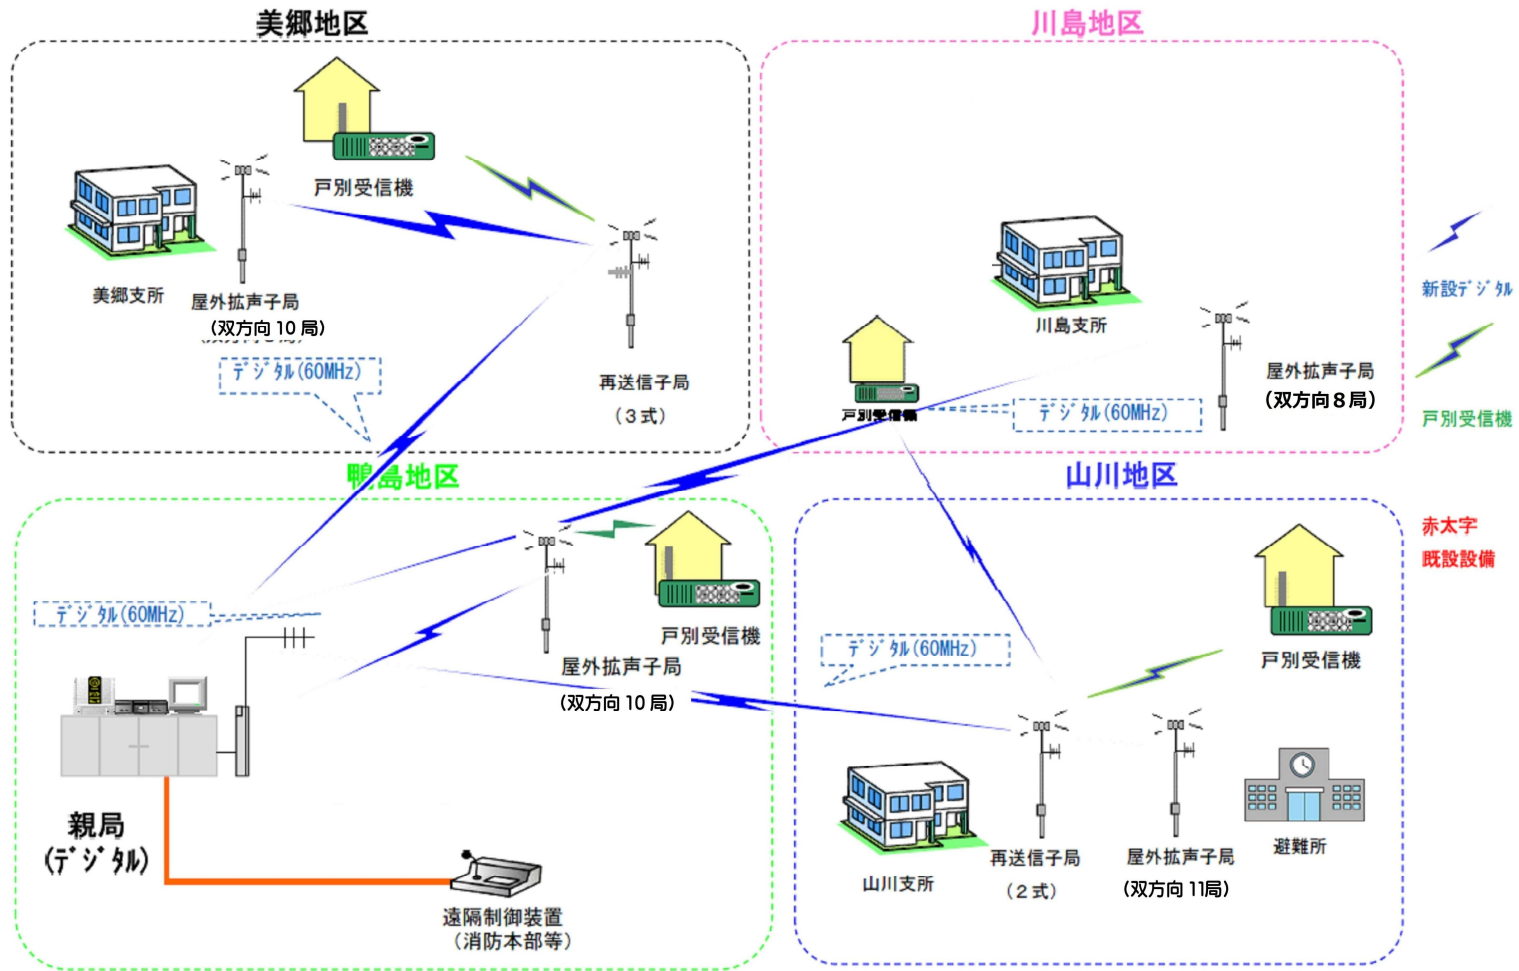 美郷地区
戸別受信機
美郷支所
屋外拡声子局
(双方向10局)
デジタル(60MHz)
再送信子局
(3式)
川島地区
川島支所
戸別受信機
デジタル(60MHz)
屋外拡声子局
(双方向8局)
新設デジタル
戸別受信機
赤太字
既設設備
鴨島地区
デジタル(60MHz)
戸別受信機
屋外拡声子局
(双方向10局)
親局
(デジタル)
遠隔制御装置
(消防本部等)
山川地区
デジタル(60MHz)
戸別受信機
山川支所
再送信子局
(2式)
屋外拡声子局
(双方向11局)
避難所